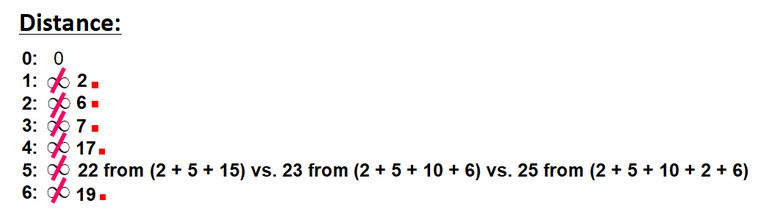 Distance:
0: 0
1: ∞ 2
2: ∞ 6
3: ∞ 7
4: ∞ 17
5: ∞ 22 from (2 + 5 + 15) vs. 23 from (2 + 5 + 10 + 6) vs. 25 from (2 + 5 + 10 + 2 + 6)
6: ∞ 19